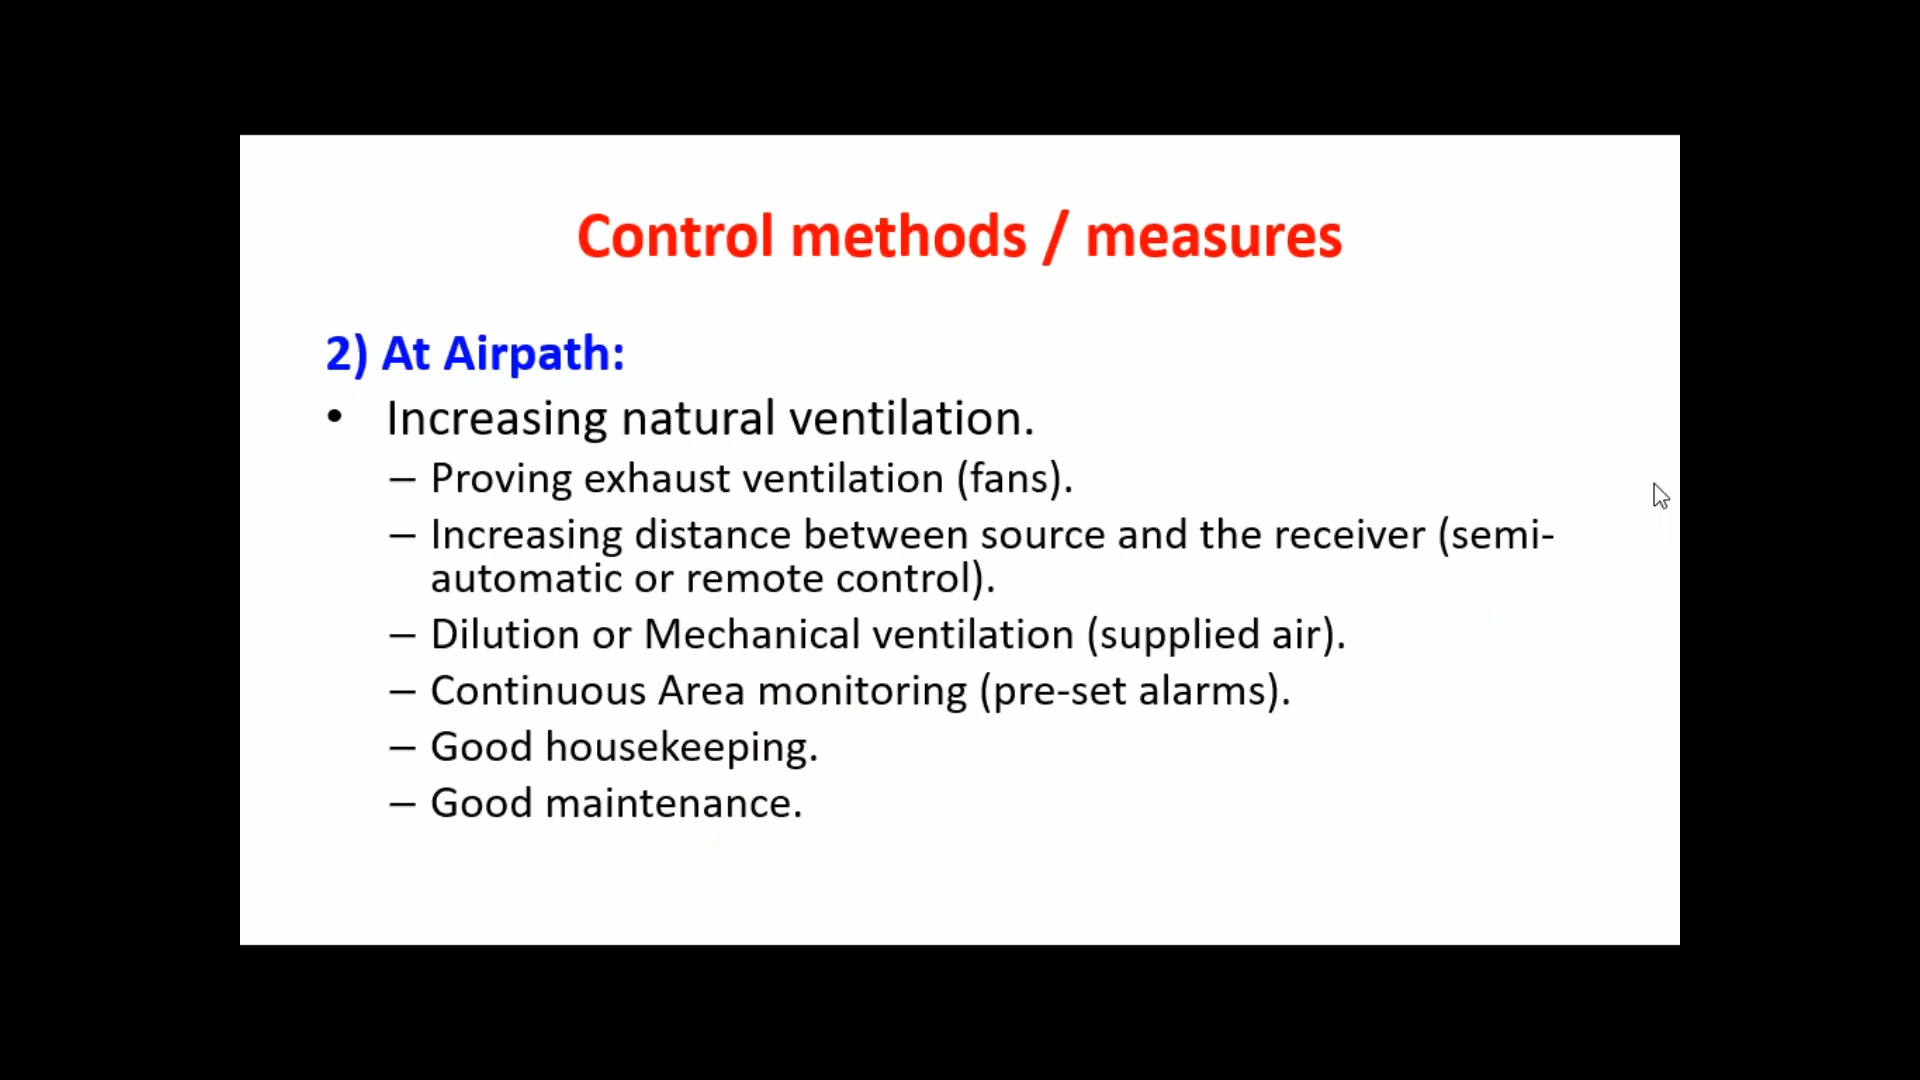 Control methods / measures
2) At Airpath:
• Increasing natural ventilation.
– Proving exhaust ventilation (fans).
– Increasing distance between source and the receiver (semi-
automatic or remote control).
– Dilution or Mechanical ventilation (supplied air).
– Continuous Area monitoring (pre-set alarms).
– Good housekeeping.
– Good maintenance.